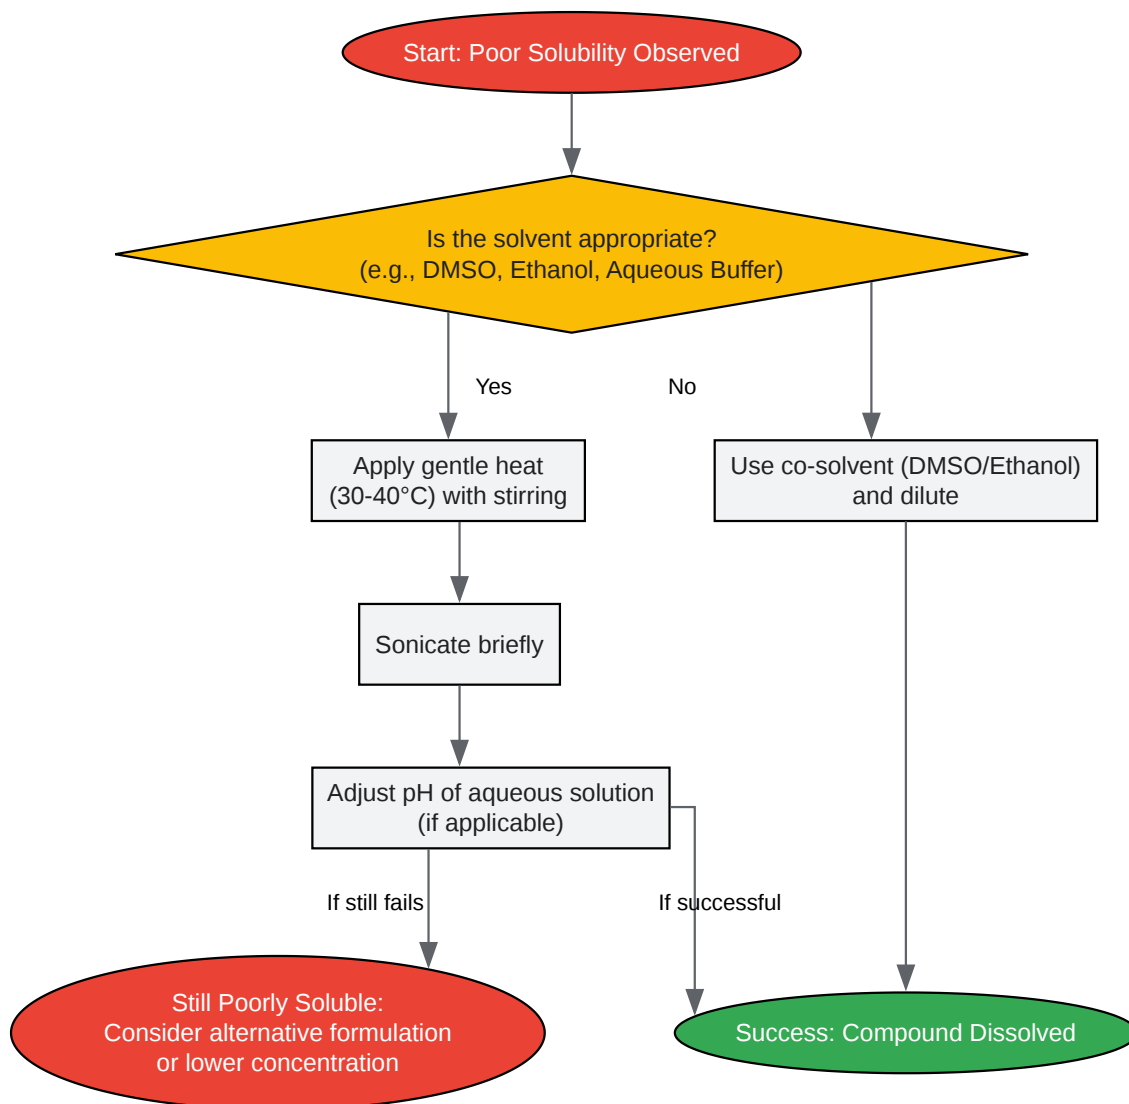 Start: Poor Solubility Observed
Is the solvent appropriate?
(e.g., DMSO, Ethanol, Aqueous Buffer)
Yes
No
Apply gentle heat
(30-40°C) with stirring
Use co-solvent (DMSO/Ethanol)
and dilute
Sonicate briefly
Adjust pH of aqueous solution
(if applicable)
If still fails
If successful
Still Poorly Soluble:
Consider alternative formulation
or lower concentration
Success: Compound Dissolved